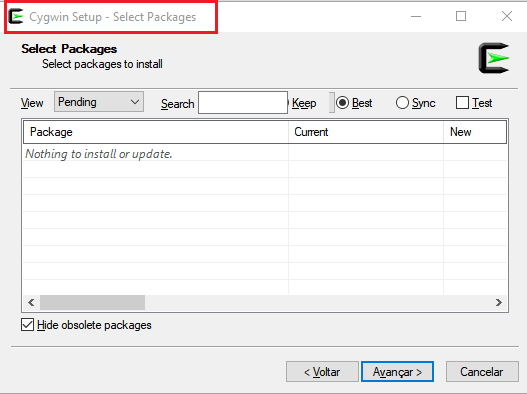 Cygwin Setup - Select Packages
Select Packages
Select packages to install
View Pending Search Keep Best Sync Test
Package Current New
Nothing to install or update.
Hide obsolete packages
< Voltar Avançar > Cancelar